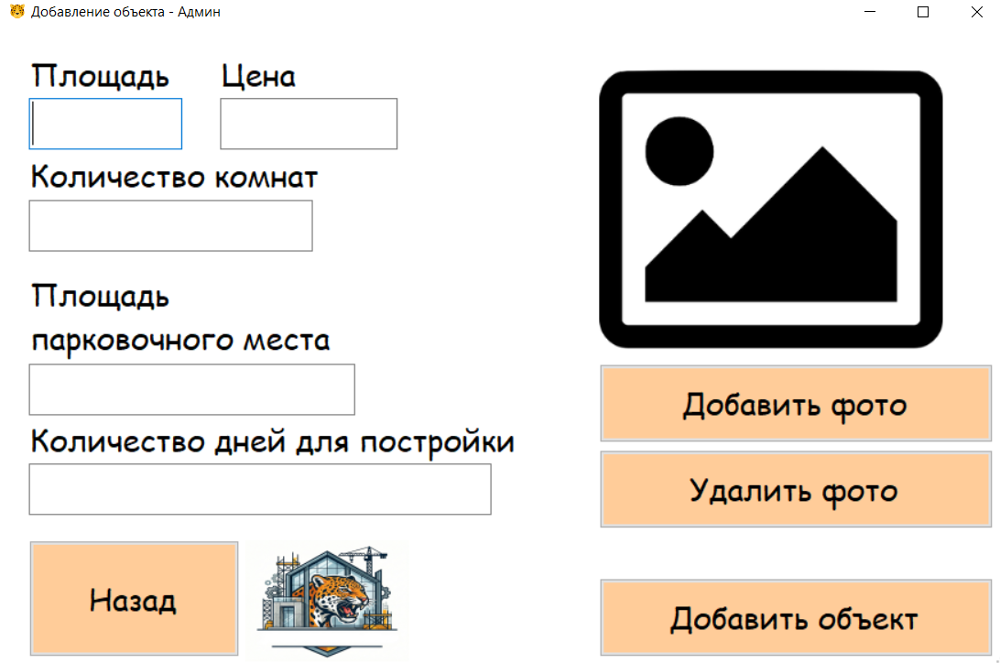 Добавление объекта - Админ
Площадь
Цена
Количество комнат
Площадь
парковочного места
Количество дней для постройки
Добавить фото
Удалить фото
Назад
Добавить объект